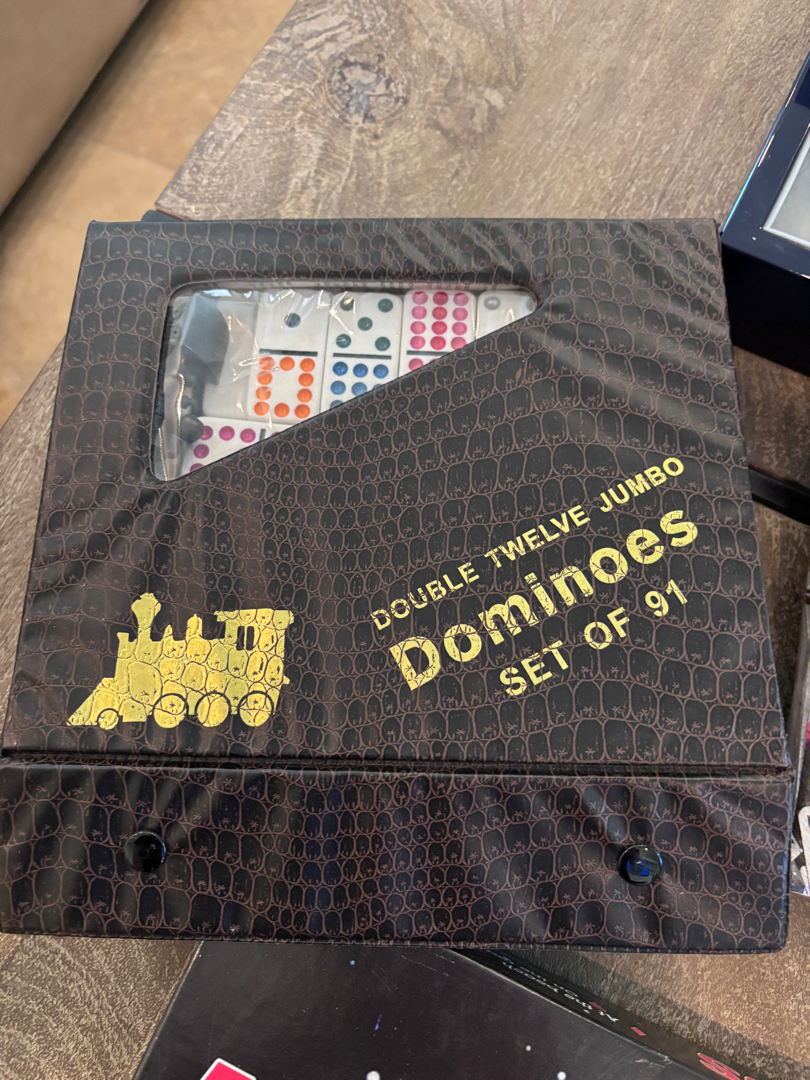 DOUBLE TWELVE JUMBO
Dominoes
SET OF 91